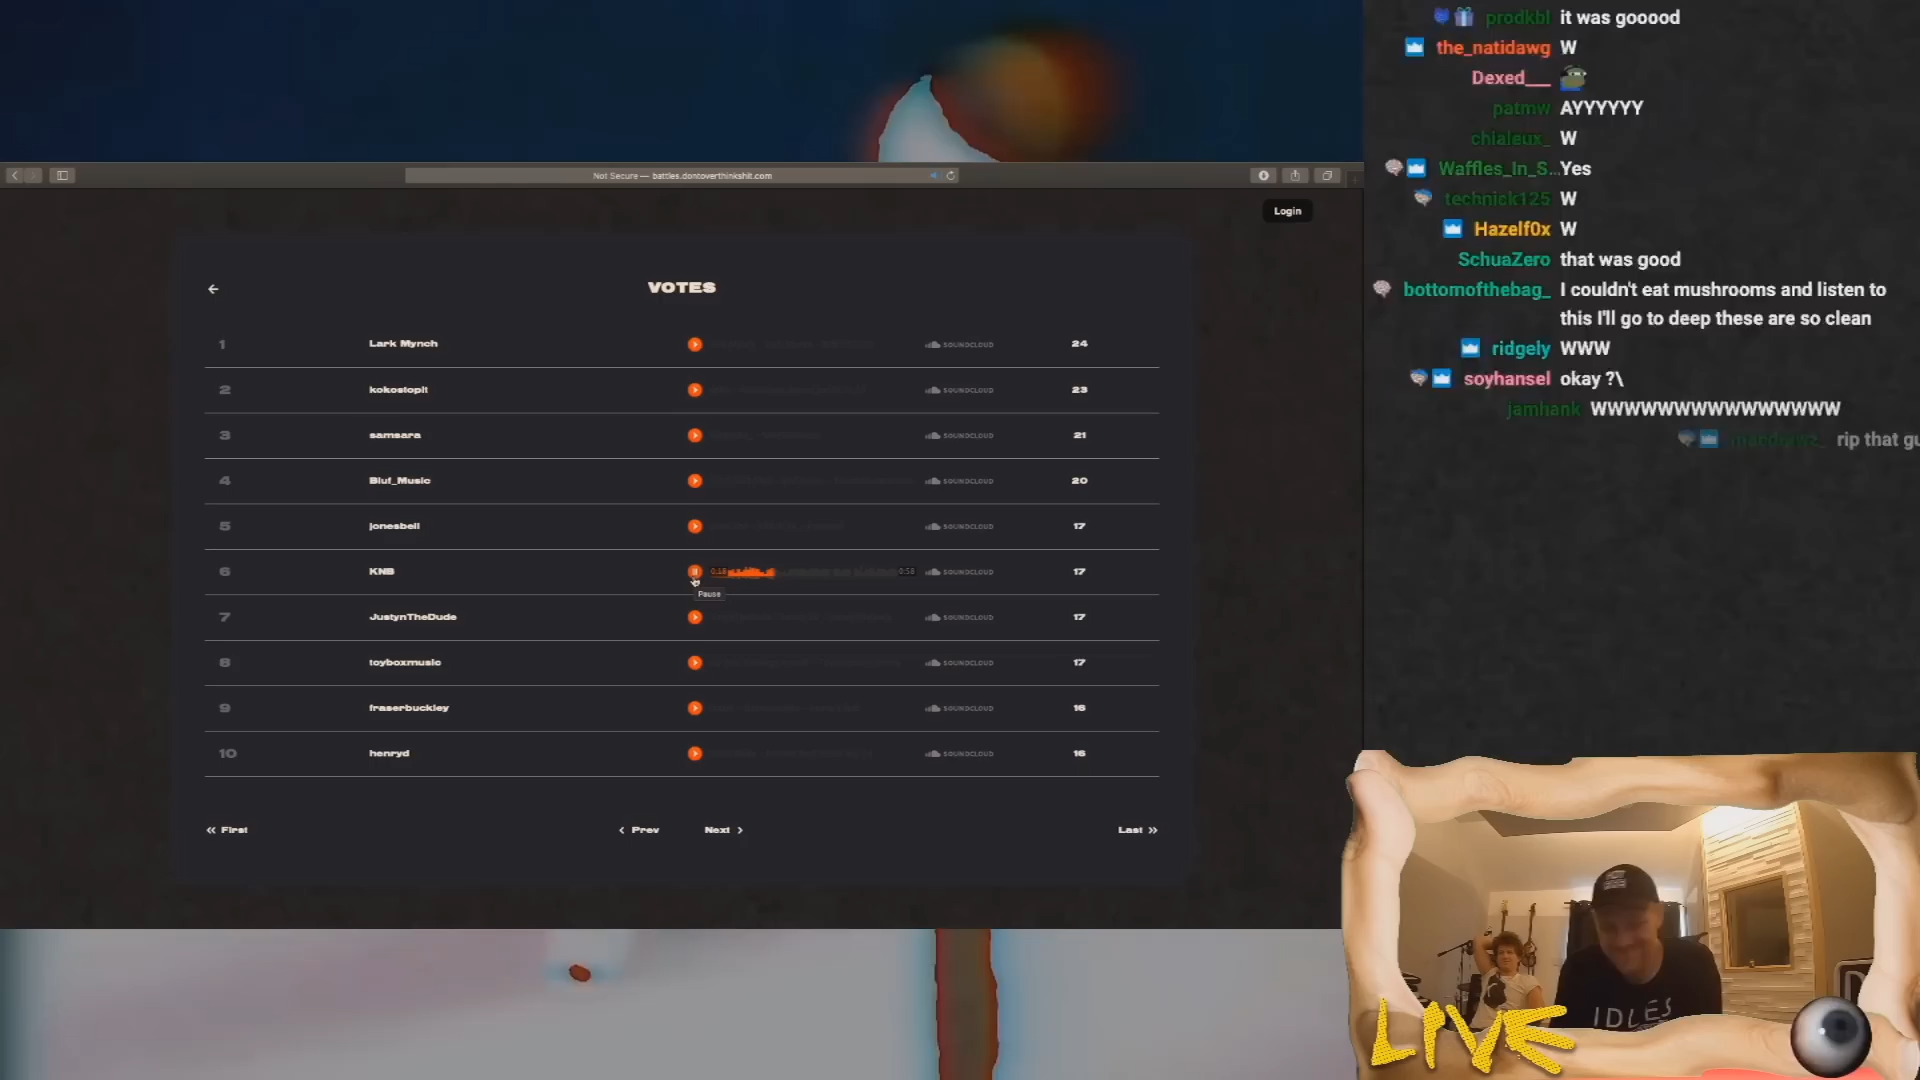 Not Secure — battles.dontoverthinkshit.com
Login
VOTES
1 Lark Mynch SOUNDCLOUD 24
2 kokostopit SOUNDCLOUD 23
3 samsara SOUNDCLOUD 21
4 Bluf_Music SOUNDCLOUD 20
5 jonesbell SOUNDCLOUD 17
6 KNB 0:18 0:58 SOUNDCLOUD 17
Pause
7 JustynTheDude SOUNDCLOUD 17
8 toyboxmusic SOUNDCLOUD 17
9 fraserbuckley SOUNDCLOUD 16
10 henryd SOUNDCLOUD 16
« First ‹ Prev Next › Last »
prodkbl it was gooood
the_natidawg W
Dexed___
patmw AYYYYYY
chialeux_ W
Waffles_In_S... Yes
technick125 W
Hazelf0x W
SchuaZero that was good
bottomofthebag_ I couldn't eat mushrooms and listen to
this I'll go to deep these are so clean
ridgely WWW
soyhansel okay ?\
jamhank WWWWWWWWWWWWWWW
rip that gu
IDLES
LIVE